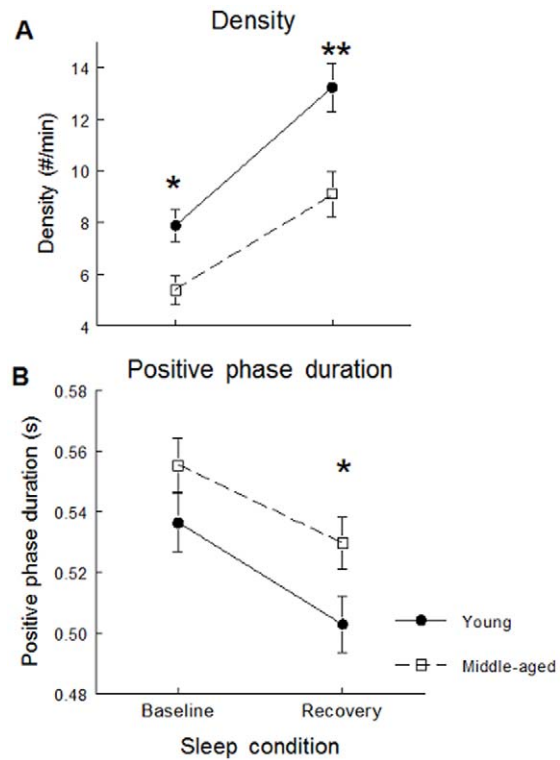 A
Density
**
*
Density (#/min)
14
12
10
8
6
4
B
Positive phase duration
*
Positive phase duration (s)
0.58
0.56
0.54
0.52
0.50
0.48
Young
Middle-aged
Baseline Recovery
Sleep condition